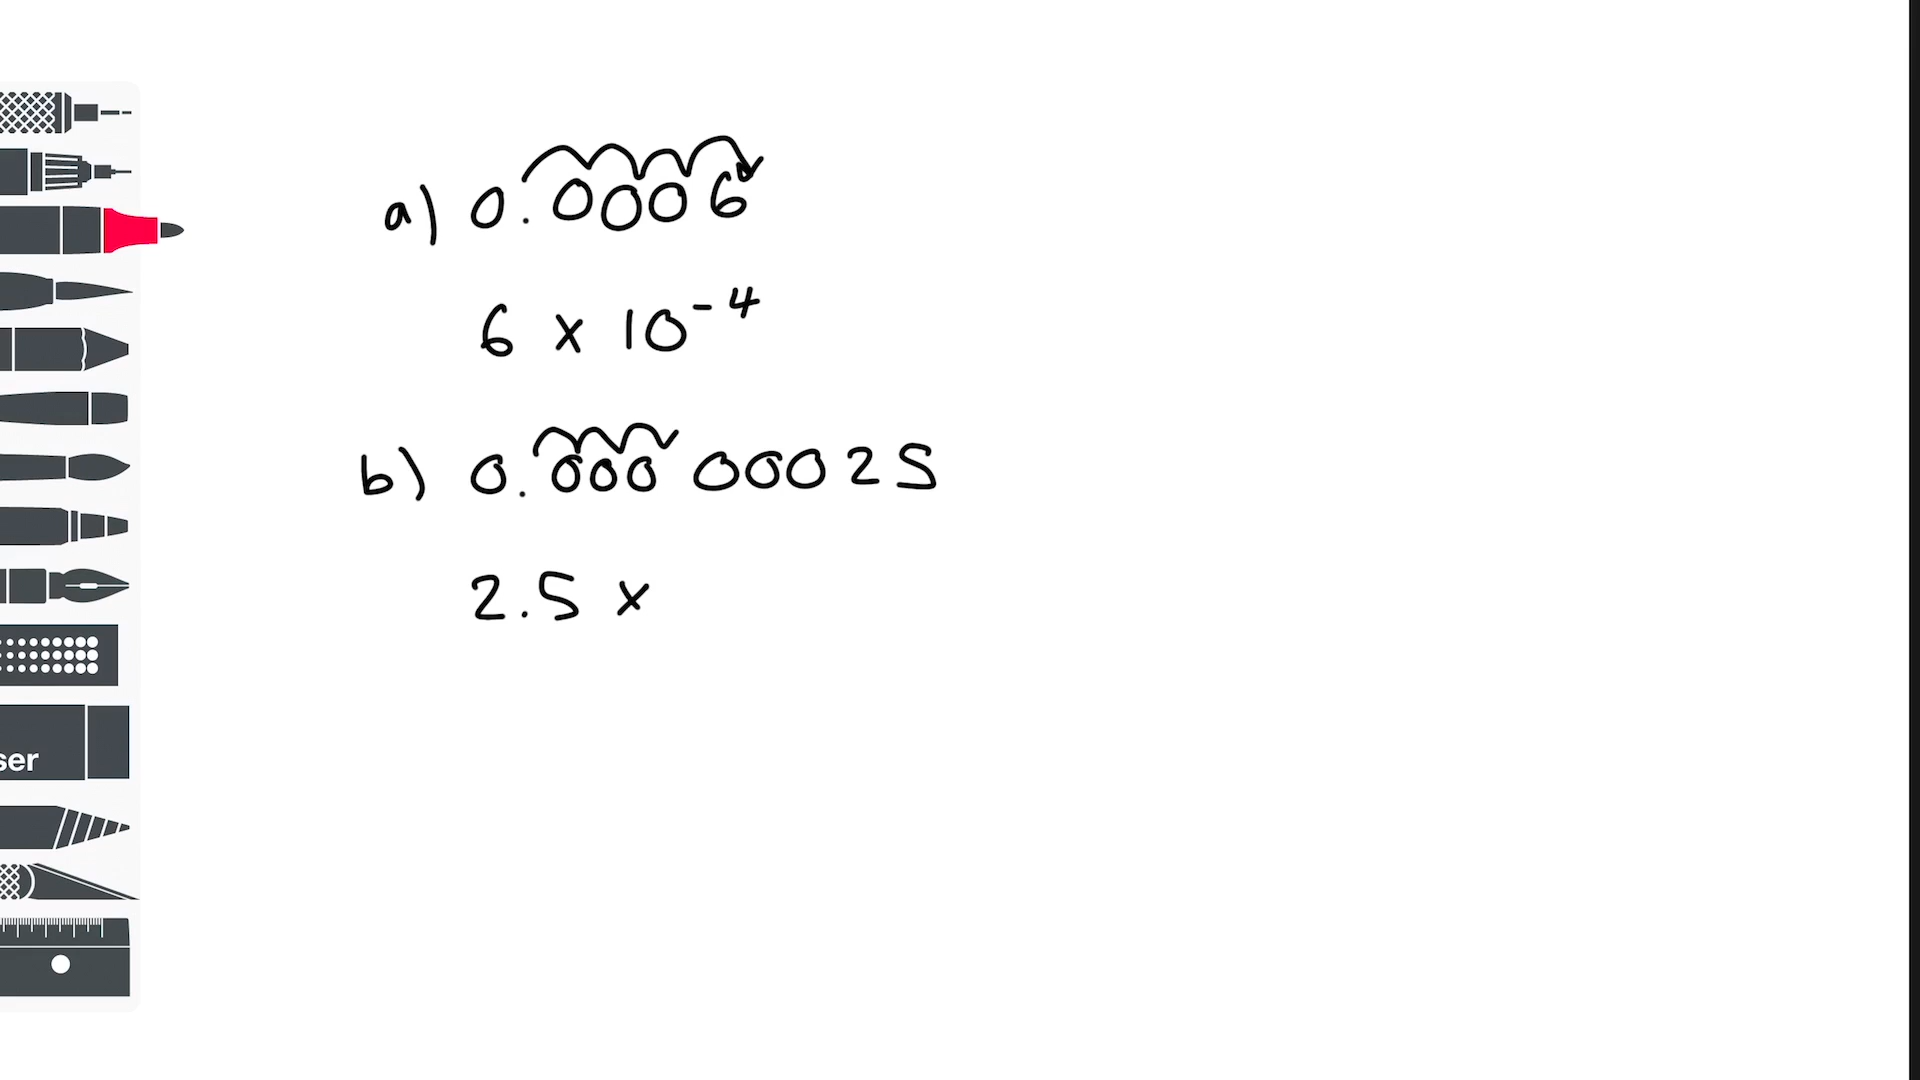 ser
a) 0.0006
6 x 10⁻⁴
b) 0.000 00025
2.5 x